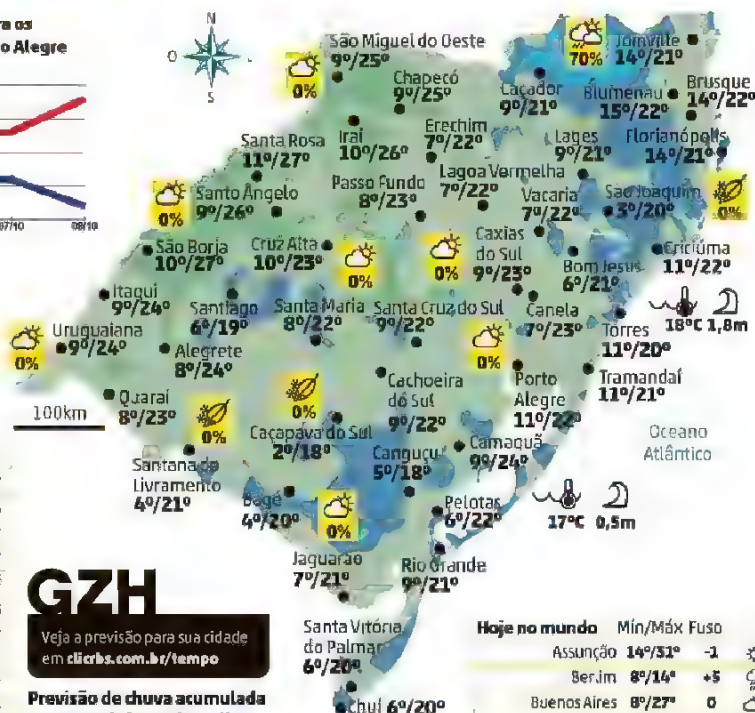 ra os
o Alegre
07/10
08/10
N
O
S
São Miguel do Oeste
9º/25º
0%
Chapecó
9º/25º
70%
Joinville
14º/21º
Caçador
9º/21º
Blumenau
15º/22º
Brusque
14º/22º
Santa Rosa
11º/27º
Iraí
10º/26º
Erechim
7º/22º
Lages
9º/21º
Florianópolis
14º/21º
0%
Santo Ângelo
9º/26º
Passo Fundo
8º/23º
Lagoa Vermelha
7º/22º
Vacaria
7º/22º
São Joaquim
3º/20º
0%
São Borja
10º/27º
Cruz Alta
10º/23º
0%
0%
Caxias
do Sul
9º/23º
Bom Jesus
6º/21º
Criciúma
11º/22º
Itaqui
9º/24º
Santiago
6º/19º
Santa Maria
8º/22º
Santa Cruz do Sul
9º/22º
Canela
7º/23º
18ºC 1,8m
Torres
11º/20º
0%
Uruguaiana
9º/24º
Alegrete
8º/24º
0%
Tramandaí
11º/21º
Porto
Alegre
11º/22º
Quaraí
8º/23º
100km
0%
0%
Cachoeira
do Sul
9º/22º
Caçapava do Sul
2º/18º
Camaquã
9º/24º
Oceano
Atlântico
Santana do
Livramento
4º/21º
Canguçu
5º/18º
Bagé
4º/20º
0%
Pelotas
6º/22º
17ºC 0,5m
Jaguarão
7º/21º
Rio Grande
9º/21º
GZH
Veja a previsão para sua cidade
em clicrbs.com.br/tempo
Santa Vitória
do Palmar
6º/20º
Chuí 6º/20º
Previsão de chuva acumulada
Hoje no mundo Mín/Máx Fuso
Assunção 14º/31º -1
Berlim 8º/14º +5
Buenos Aires 8º/27º 0